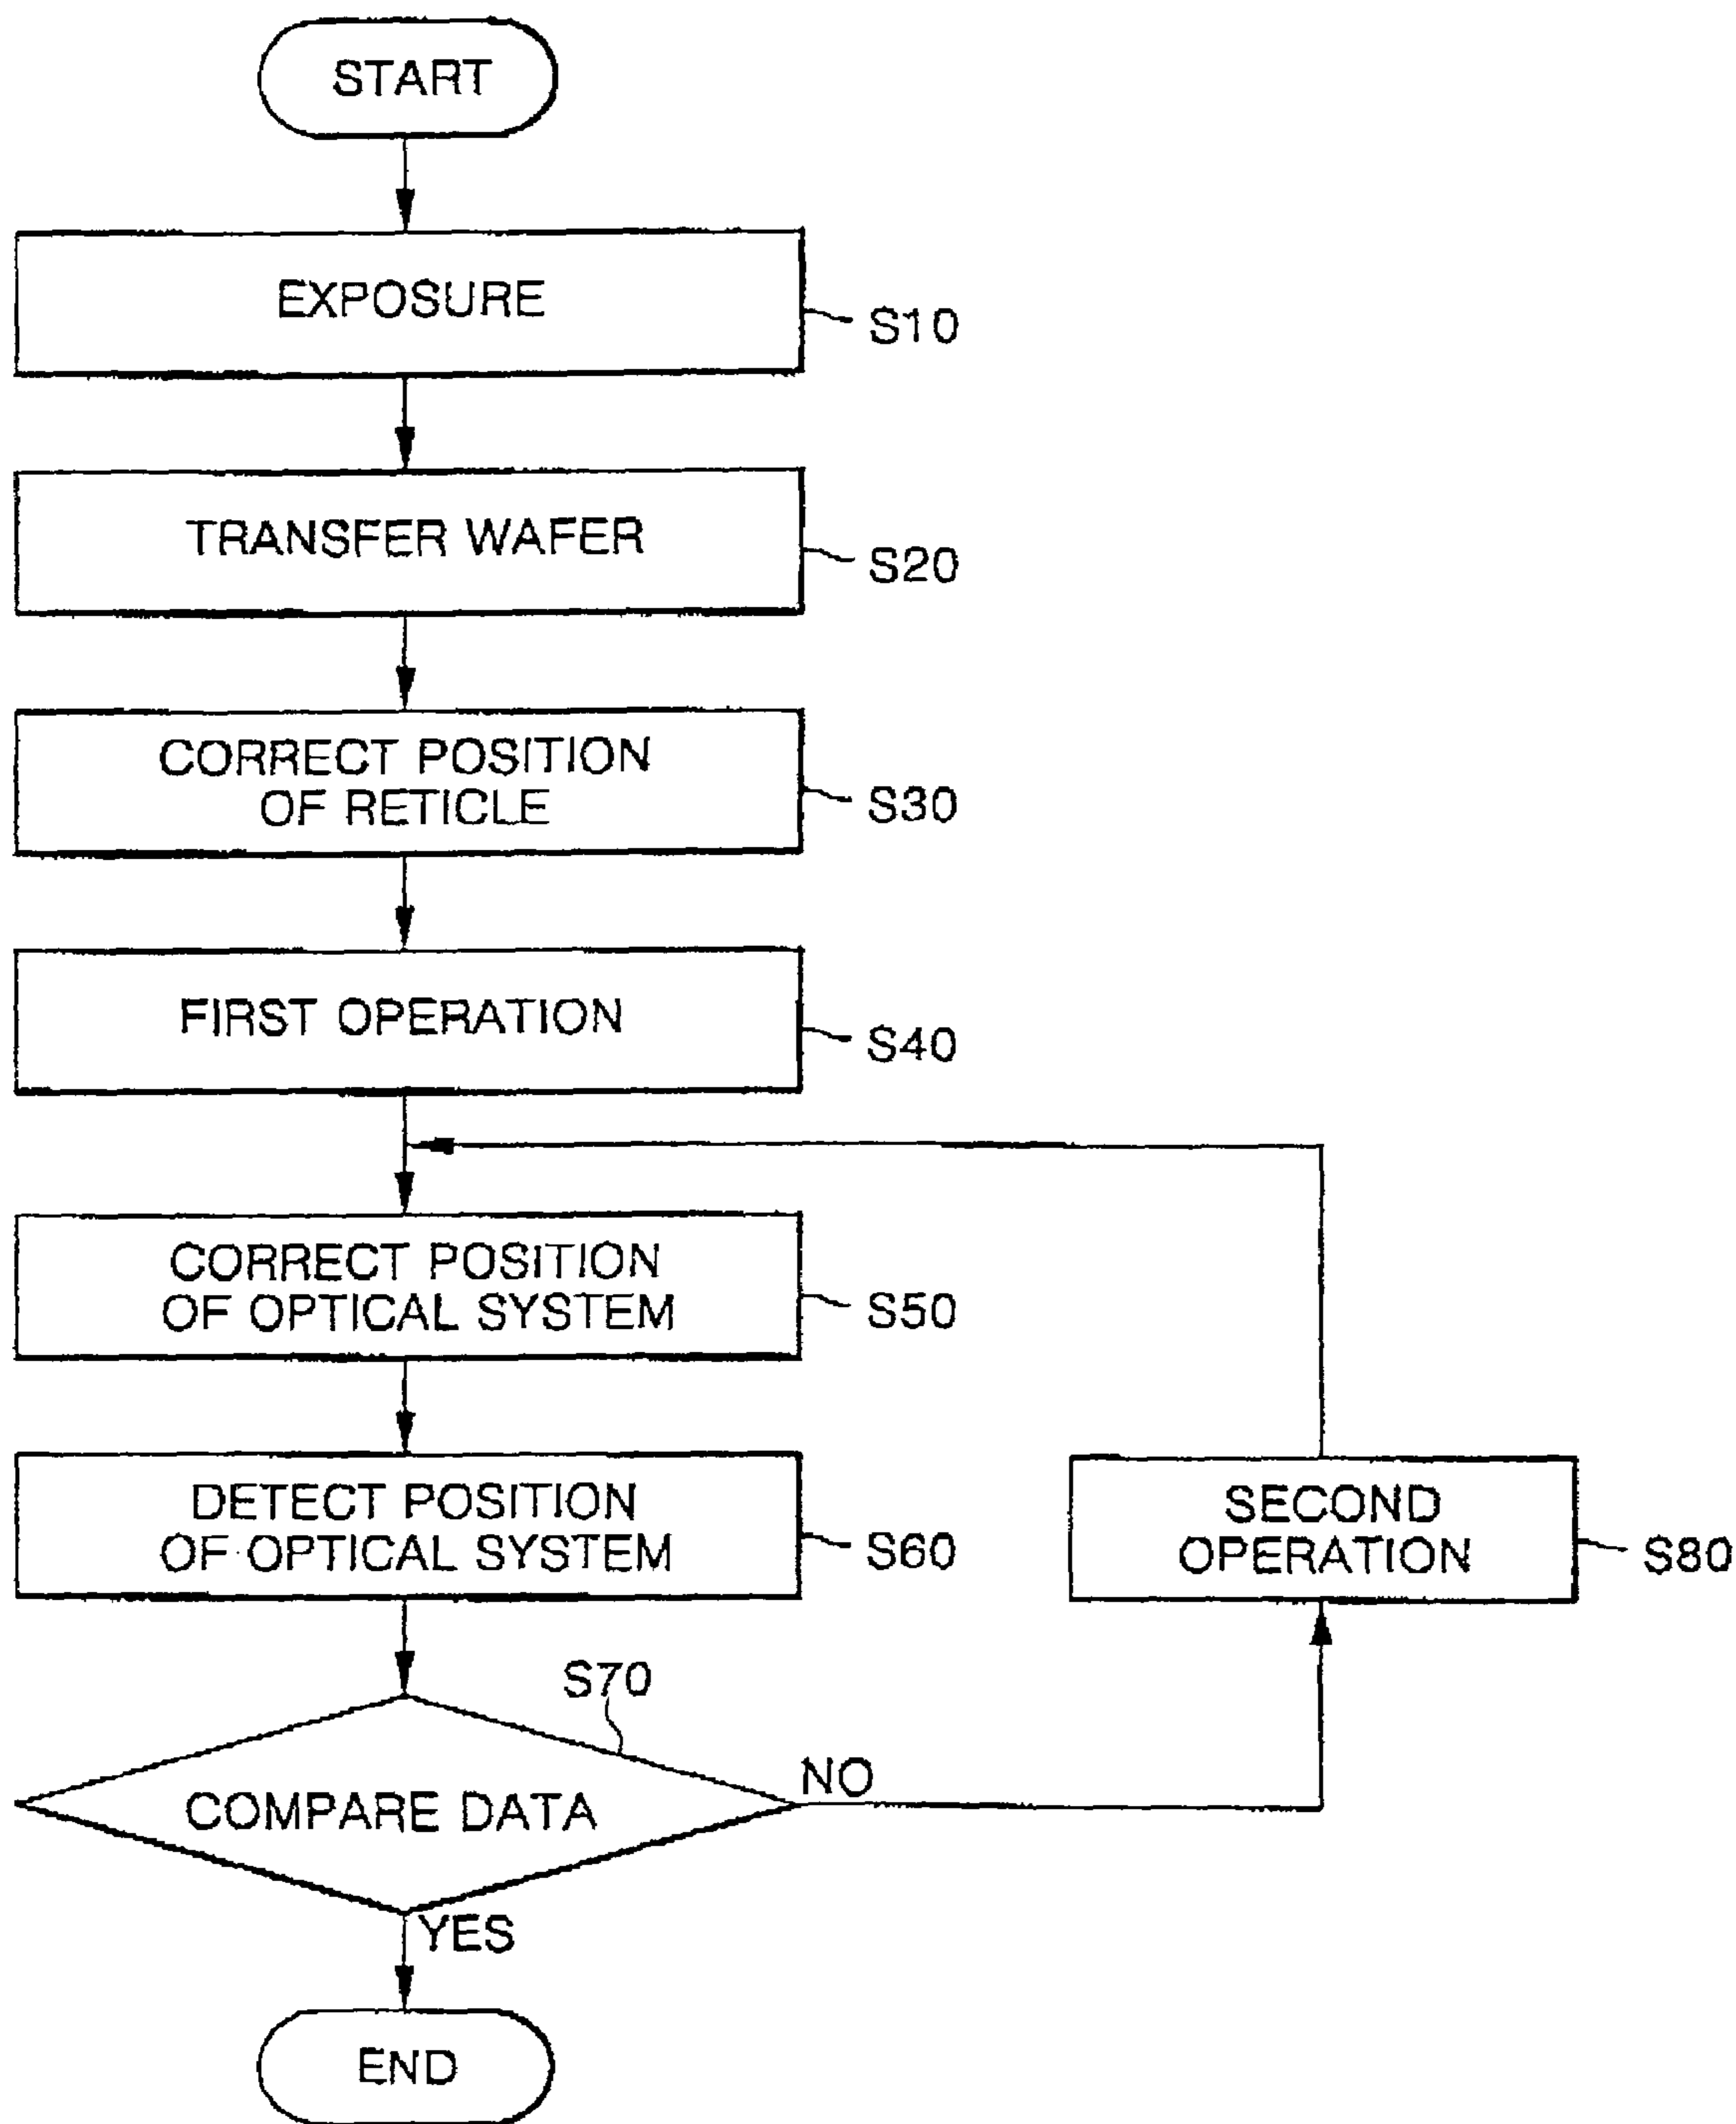 START
EXPOSURE
S10
TRANSFER WAFER
S20
CORRECT POSITION
OF RETICLE
S30
FIRST OPERATION
S40
CORRECT POSITION
OF OPTICAL SYSTEM
S50
DETECT POSITION
OF OPTICAL SYSTEM
S60
SECOND
OPERATION
S80
S70
COMPARE DATA
NO
YES
END